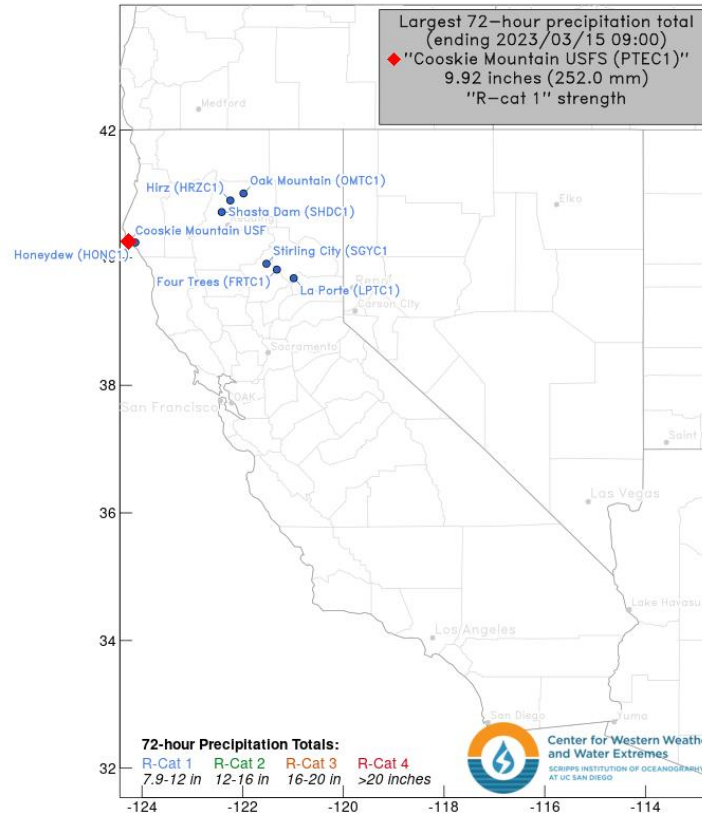 Largest 72-hour precipitation total
(ending 2023/03/15 09:00)
"Cooskie Mountain USFS (PTEC1)"
9.92 inches (252.0 mm)
"R-cat 1" strength
Medford
42
Oak Mountain (OMTC1)
Hirz (HRZC1)
Elko
Shasta Dam (SHDC1)
Cooskie Mountain USF
Honeydew (HONC1)
Stirling City (SGYC1
Four Trees (FRTC1)
Reno
La Porte (LPTC1)
Carson City
Sacramento
38
San Francisco
OAK
Saint
36
Las Vegas
Lake Havasu
34
Los Angeles
San Diego
Yuma
32
72-hour Precipitation Totals:
R-Cat 1 R-Cat 2 R-Cat 3 R-Cat 4
7.9-12 in 12-16 in 16-20 in >20 inches
Center for Western Weathe
and Water Extremes
SCRIPPS INSTITUTION OF OCEANOGRAPHY
AT UC SAN DIEGO
-124 -122 -120 -118 -116 -114